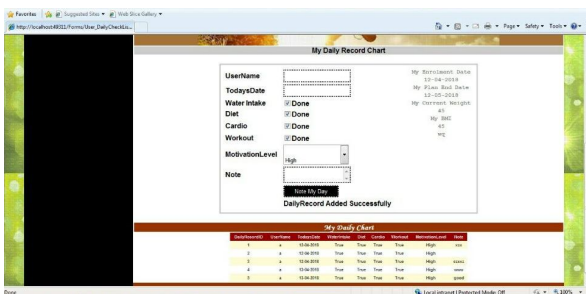 Favorites Suggested Sites Web Slice Gallery
http://localhost:49311/Forms/User_DailyCheckLis... Page Safety Tools
My Daily Record Chart
UserName
TodaysDate
Water Intake Done
Diet Done
Cardio Done
Workout Done
MotivationLevel High
Note
Note My Day
DailyRecord Added Successfully
My Enrolment Date
12-04-2018
My Plan End Date
12-05-2018
My Current Weight
45
My BMI
45
wq
My Daily Chart
DailyRecordID UserName TodaysDate WaterIntake Diet Cardio Workout MotivationLevel Note
1 a 12-04-2018 True True True True High
2 a 12-04-2018 True True True True High
3 a 12-04-2018 True True True True High
4 a 12-04-2018 True True True True High
a 12-04-2018 True True True True High good
Done Local intranet | Protected Mode: Off 100%